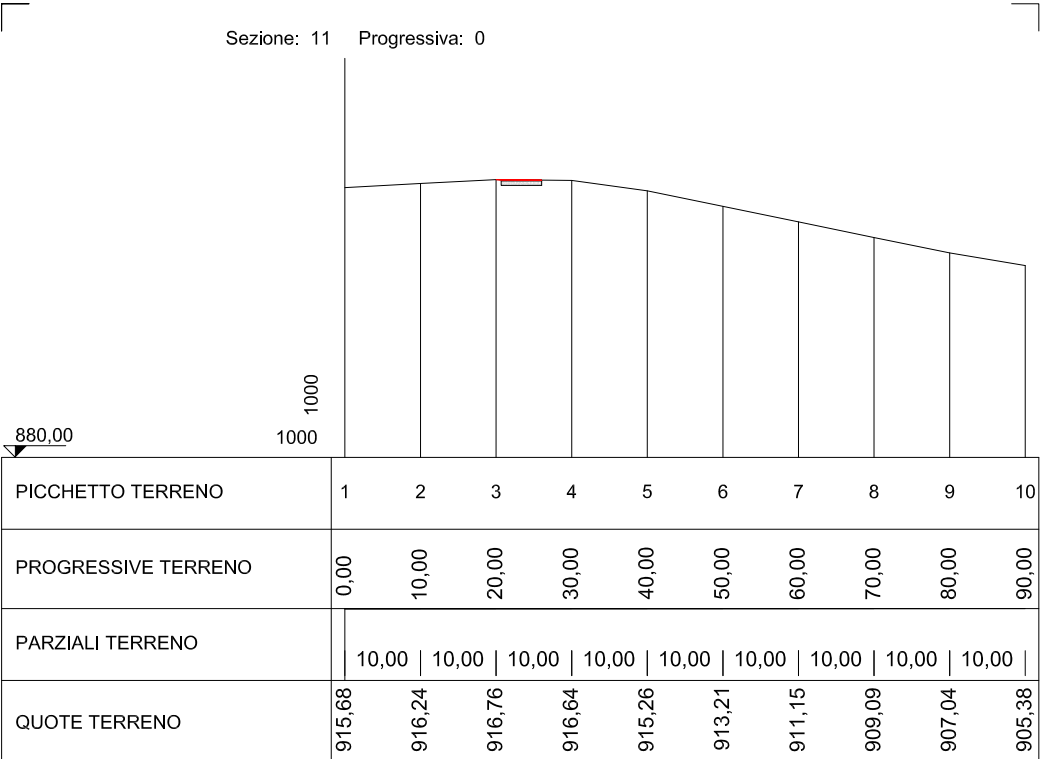 Sezione: 11 Progressiva: 0
1000
880,00
1000
PICCHETTO TERRENO 1 2 3 4 5 6 7 8 9 10
PROGRESSIVE TERRENO 0,00 10,00 20,00 30,00 40,00 50,00 60,00 70,00 80,00 90,00
PARZIALI TERRENO 10,00 10,00 10,00 10,00 10,00 10,00 10,00 10,00 10,00
QUOTE TERRENO 915,68 916,24 916,76 916,64 915,26 913,21 911,15 909,09 907,04 905,38